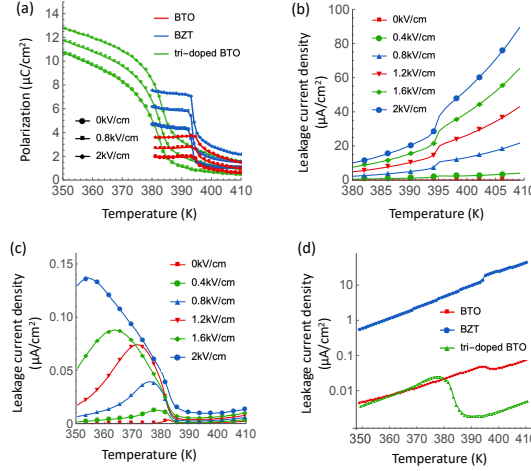 (a)
Polarization (μC/cm²)
14
12
10
8
6
4
2
0
BTO
BZT
tri-doped BTO
0kV/cm
0.8kV/cm
2kV/cm
350 360 370 380 390 400 410
Temperature (K)
(b)
Leakage current density
(μA/cm²)
100
80
60
40
20
0
0kV/cm
0.4kV/cm
0.8kV/cm
1.2kV/cm
1.6kV/cm
2kV/cm
380 385 390 395 402 406 410
Temperature (K)
(c)
Leakage current density
(μA/cm²)
0.15
0.1
0.05
0
0kV/cm
0.4kV/cm
0.8kV/cm
1.2kV/cm
1.6kV/cm
2kV/cm
350 360 370 380 390 400 410
Temperature (K)
(d)
Leakage current density
(μA/cm²)
10
1
0.1
0.01
BTO
BZT
tri-doped BTO
350 360 370 380 390 400 410
Temperature (K)